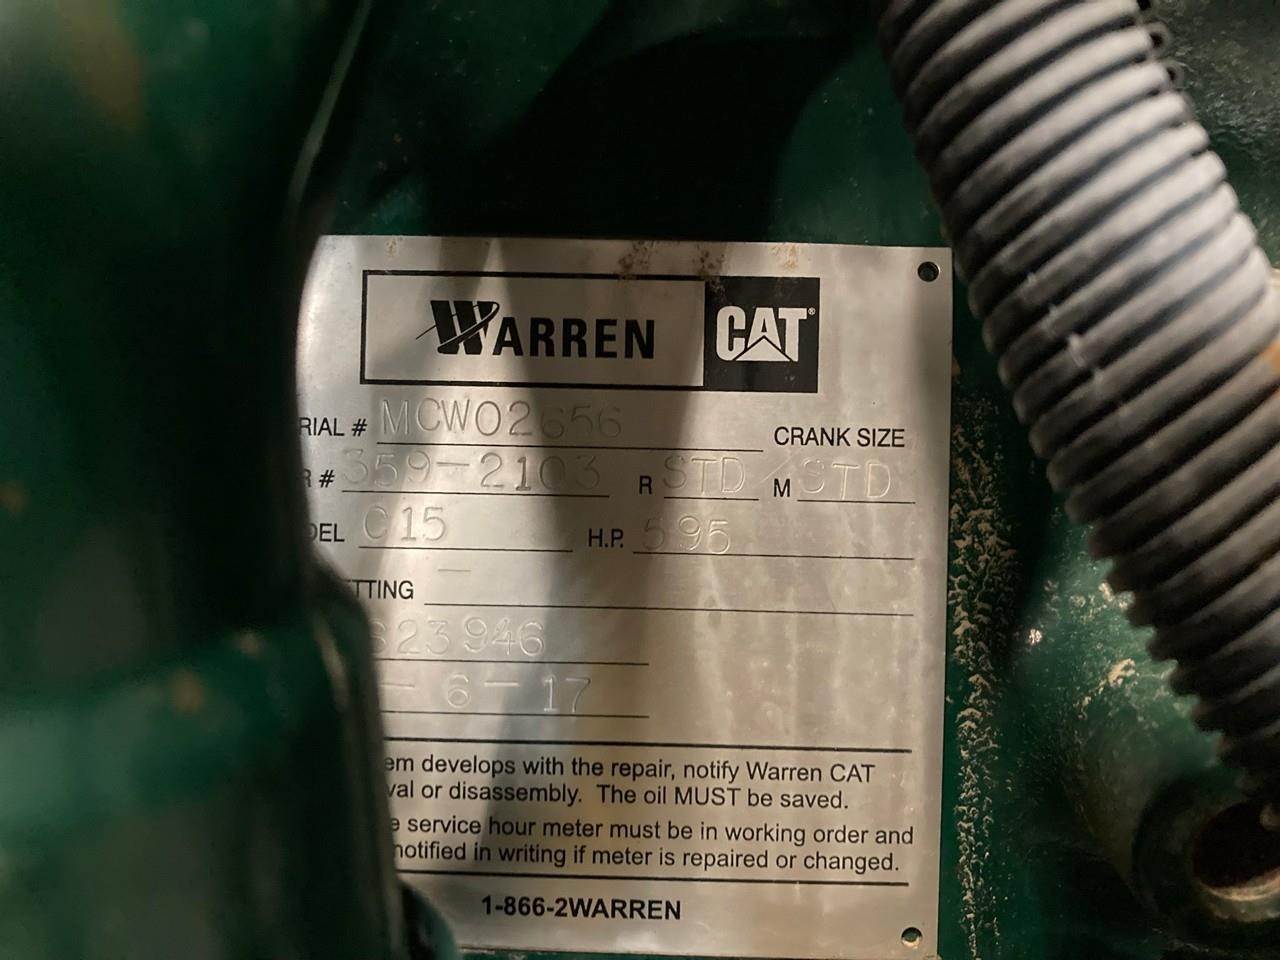 WARREN CAT®
RIAL # MCW02656
CRANK SIZE
R # 359-2103 R STD / M STD
DEL C15 H.P. 595
TTING —
S23946
- 6 - 17
em develops with the repair, notify Warren CAT
val or disassembly. The oil MUST be saved.
e service hour meter must be in working order and
notified in writing if meter is repaired or changed.
1-866-2WARREN